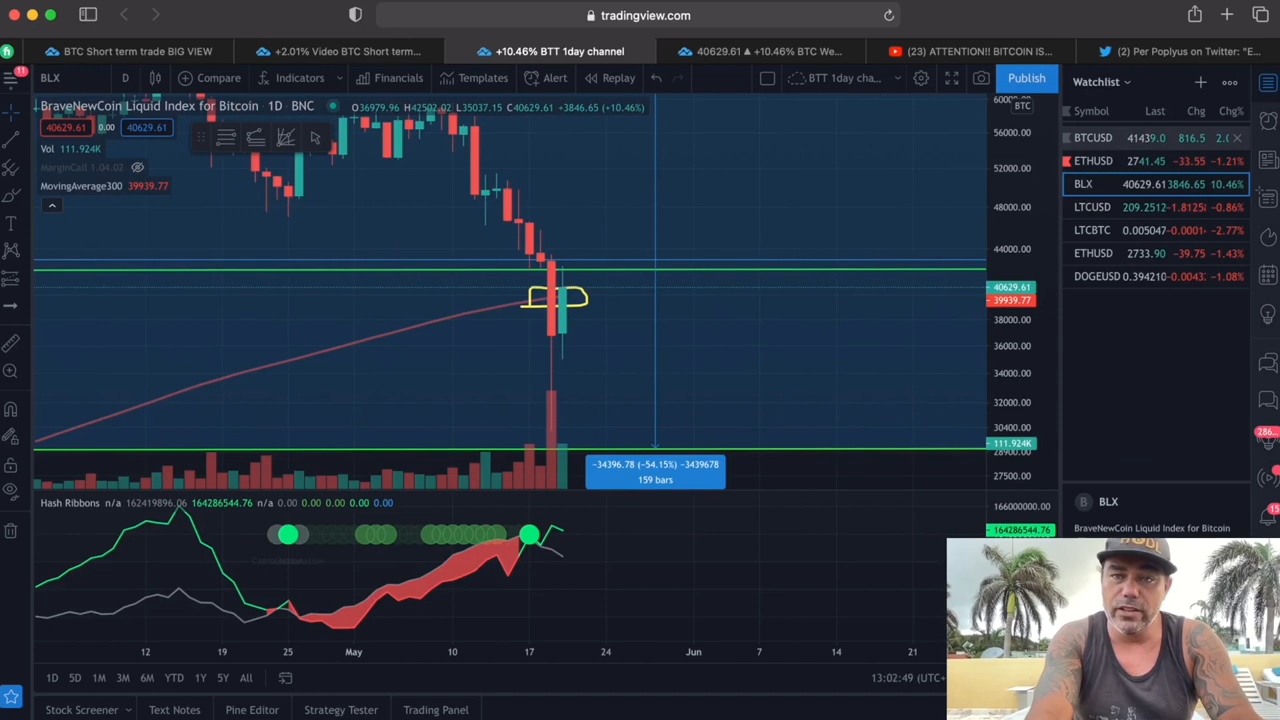 tradingview.com
BTC Short term trade BIG VIEW
+2.01% Video BTC Short term...
+10.46% BTT 1day channel
40629.61 ▲ +10.46% BTC We...
(23) ATTENTION!! BITCOIN IS...
(2) Per Poplyus on Twitter: "E...
11
BLX
D
Compare
Indicators
Financials
Templates
Alert
Replay
BTT 1day cha...
Publish
Watchlist
BraveNewCoin Liquid Index for Bitcoin · 1D · BNC
O36979.96 H42502.02 L35037.15 C40629.61 +3846.65 (+10.46%)
40629.61
0.00
40629.61
Vol 111.924K
MarginCall 1.04.02
MovingAverage300 39939.77
BTC
56000.00
52000.00
48000.00
44000.00
40629.61
39939.77
38000.00
36000.00
34000.00
32000.00
30400.00
111.924K
28900.00
27500.00
−34396.78 (−54.15%) −3439678
159 bars
Symbol Last Chg Chg%
BTCUSD 41439.0 816.5
ETHUSD 2741.45 −33.55 −1.21%
BLX 40629.61 3846.65 10.46%
LTCUSD 209.2512 −1.8125 −0.86%
LTCBTC 0.005047 −0.0001 −2.77%
ETHUSD 2733.90 −39.75 −1.43%
DOGEUSD 0.394210 −0.0043 −1.08%
286...
15
Hash Ribbons n/a 162419896.06 164286544.76 n/a 0.00 0.00 0.00 0.00 0.00
166000000.00
164286544.76
B BLX
BraveNewCoin Liquid Index for Bitcoin
HODL
12 19 25 May 10 17 24 Jun 7 14 21
1D 5D 1M 3M 6M YTD 1Y 5Y All
13:02:49 (UTC+
Stock Screener
Text Notes
Pine Editor
Strategy Tester
Trading Panel